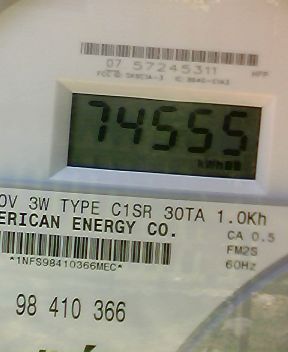 07 57245311
74555
kWh
0V 3W TYPE C1SR 30TA 1.0Kh
ERICAN ENERGY CO.
CA 0.5
FM2S
*1NFS98410366MEC*
60Hz
98 410 366